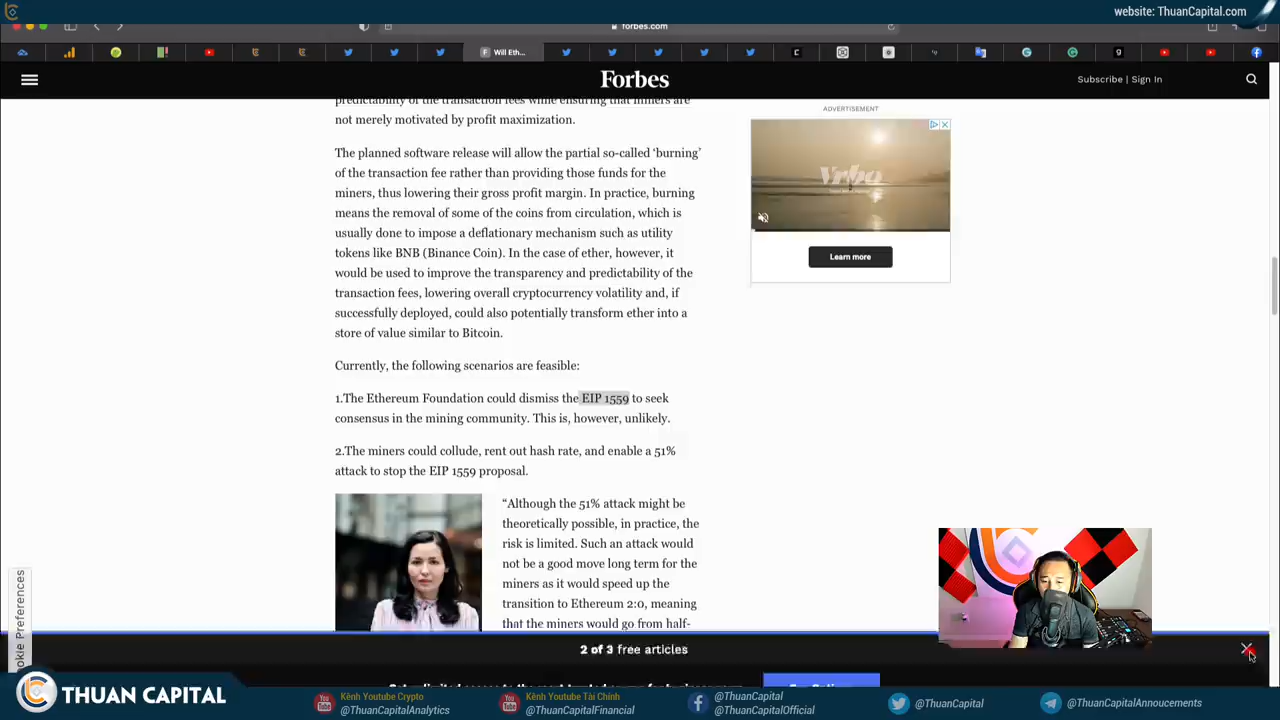 website: ThuanCapital.com
forbes.com
F Will Eth...
Forbes
Subscribe | Sign In
predictability of the transaction fees while ensuring that miners are
not merely motivated by profit maximization.
The planned software release will allow the partial so-called ‘burning’
of the transaction fee rather than providing those funds for the
miners, thus lowering their gross profit margin. In practice, burning
means the removal of some of the coins from circulation, which is
usually done to impose a deflationary mechanism such as utility
tokens like BNB (Binance Coin). In the case of ether, however, it
would be used to improve the transparency and predictability of the
transaction fees, lowering overall cryptocurrency volatility and, if
successfully deployed, could also potentially transform ether into a
store of value similar to Bitcoin.
Currently, the following scenarios are feasible:
1.The Ethereum Foundation could dismiss the EIP 1559 to seek
consensus in the mining community. This is, however, unlikely.
2.The miners could collude, rent out hash rate, and enable a 51%
attack to stop the EIP 1559 proposal.
“Although the 51% attack might be
theoretically possible, in practice, the
risk is limited. Such an attack would
not be a good move long term for the
miners as it would speed up the
transition to Ethereum 2:0, meaning
that the miners would go from half-
ADVERTISEMENT
Vrbo
Learn more
okie Preferences
2 of 3 free articles
THUAN CAPITAL
Kênh Youtube Crypto
@ThuanCapitalAnalytics
Kênh Youtube Tài Chính
@ThuanCapitalFinancial
@ThuanCapital
@ThuanCapitalOfficial
@ThuanCapital
@ThuanCapitalAnnoucements